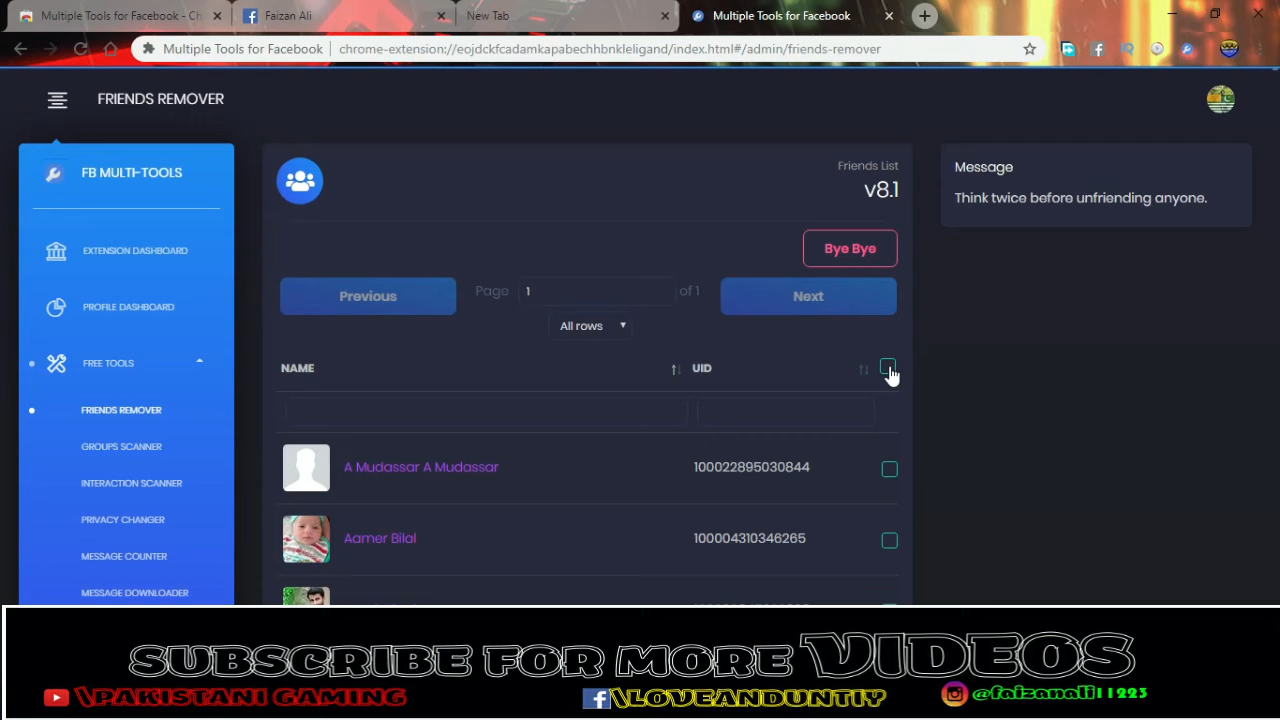 Multiple Tools for Facebook - Ch
Faizan Ali
New Tab
Multiple Tools for Facebook
Multiple Tools for Facebook | chrome-extension://eojdckfcadamkapabechhbnkleligand/index.html#/admin/friends-remover
FRIENDS REMOVER
FB MULTI-TOOLS
EXTENSION DASHBOARD
PROFILE DASHBOARD
FREE TOOLS
FRIENDS REMOVER
GROUPS SCANNER
INTERACTION SCANNER
PRIVACY CHANGER
MESSAGE COUNTER
MESSAGE DOWNLOADER
Friends List
v8.1
Bye Bye
Previous
Page 1 of 1
Next
All rows
NAME UID
A Mudassar A Mudassar 100022895030844
Aamer Bilal 100004310346265
Message
Think twice before unfriending anyone.
SUBSCRIBE FOR MORE VIDEOS
\PAKISTANI GAMING
\LOVEANDUNTIY
@faizanali11223